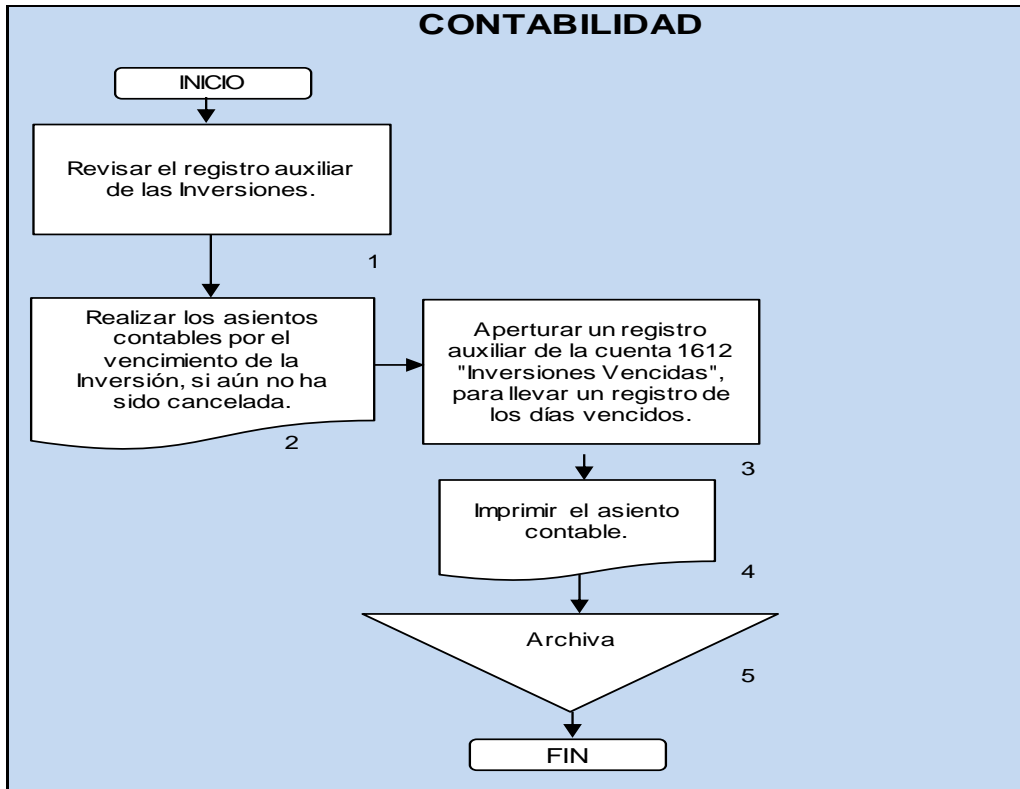 CONTABILIDAD
INICIO
Revisar el registro auxiliar
de las Inversiones.
1
Realizar los asientos
contables por el
vencimiento de la
Inversión, si aún no ha
sido cancelada.
2
Aperturar un registro
auxiliar de la cuenta 1612
"Inversiones Vencidas",
para llevar un registro de
los días vencidos.
3
Imprimir el asiento
contable.
4
Archiva
5
FIN